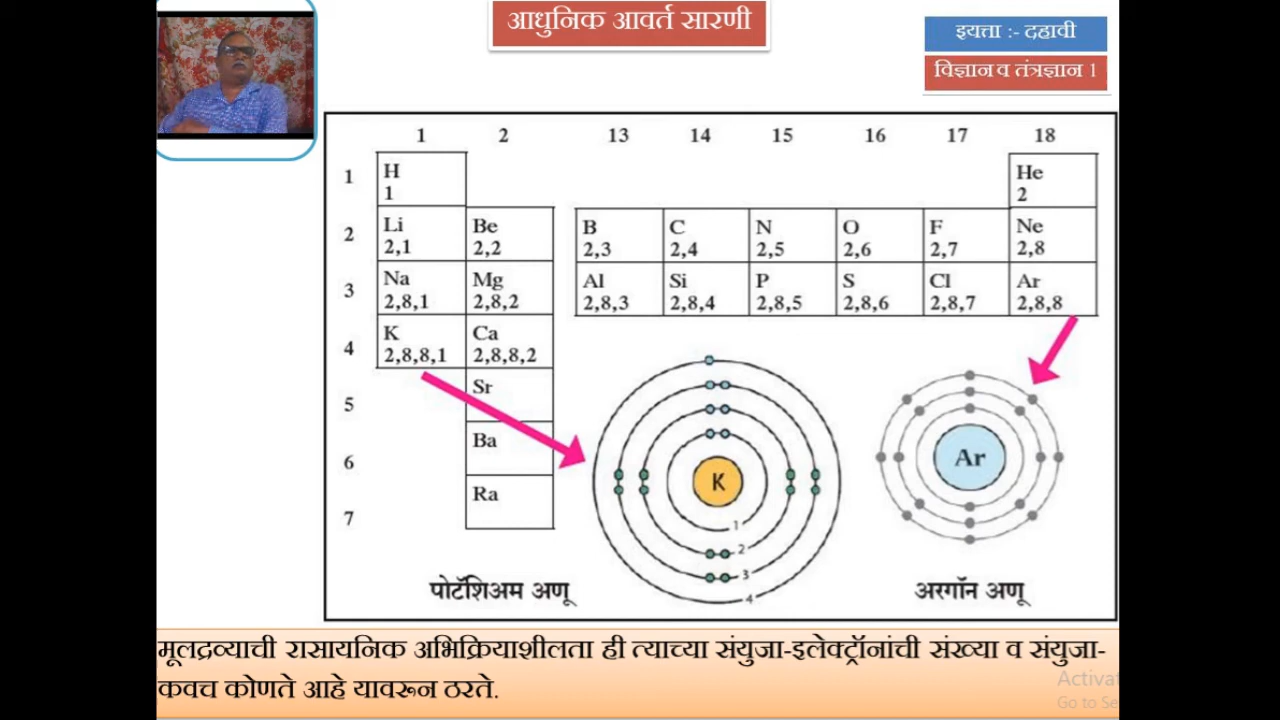 आधुनिक आवर्त सारणी
इयत्ता :- दहावी
विज्ञान व तंत्रज्ञान 1
1 2 13 14 15 16 17 18
1 H He
1 2
2 Li Be B C N O F Ne
2,1 2,2 2,3 2,4 2,5 2,6 2,7 2,8
3 Na Mg Al Si P S Cl Ar
2,8,1 2,8,2 2,8,3 2,8,4 2,8,5 2,8,6 2,8,7 2,8,8
4 K Ca
2,8,8,1 2,8,8,2
5 Sr
6 Ba
7 Ra
K
1
2
3
4
Ar
पोटॅशिअम अणू
अरगॉन अणू
मूलद्रव्याची रासायनिक अभिक्रियाशीलता ही त्याच्या संयुजा-इलेक्ट्रॉनांची संख्या व संयुजा-
कवच कोणते आहे यावरून ठरते.
Activat
Go to Se